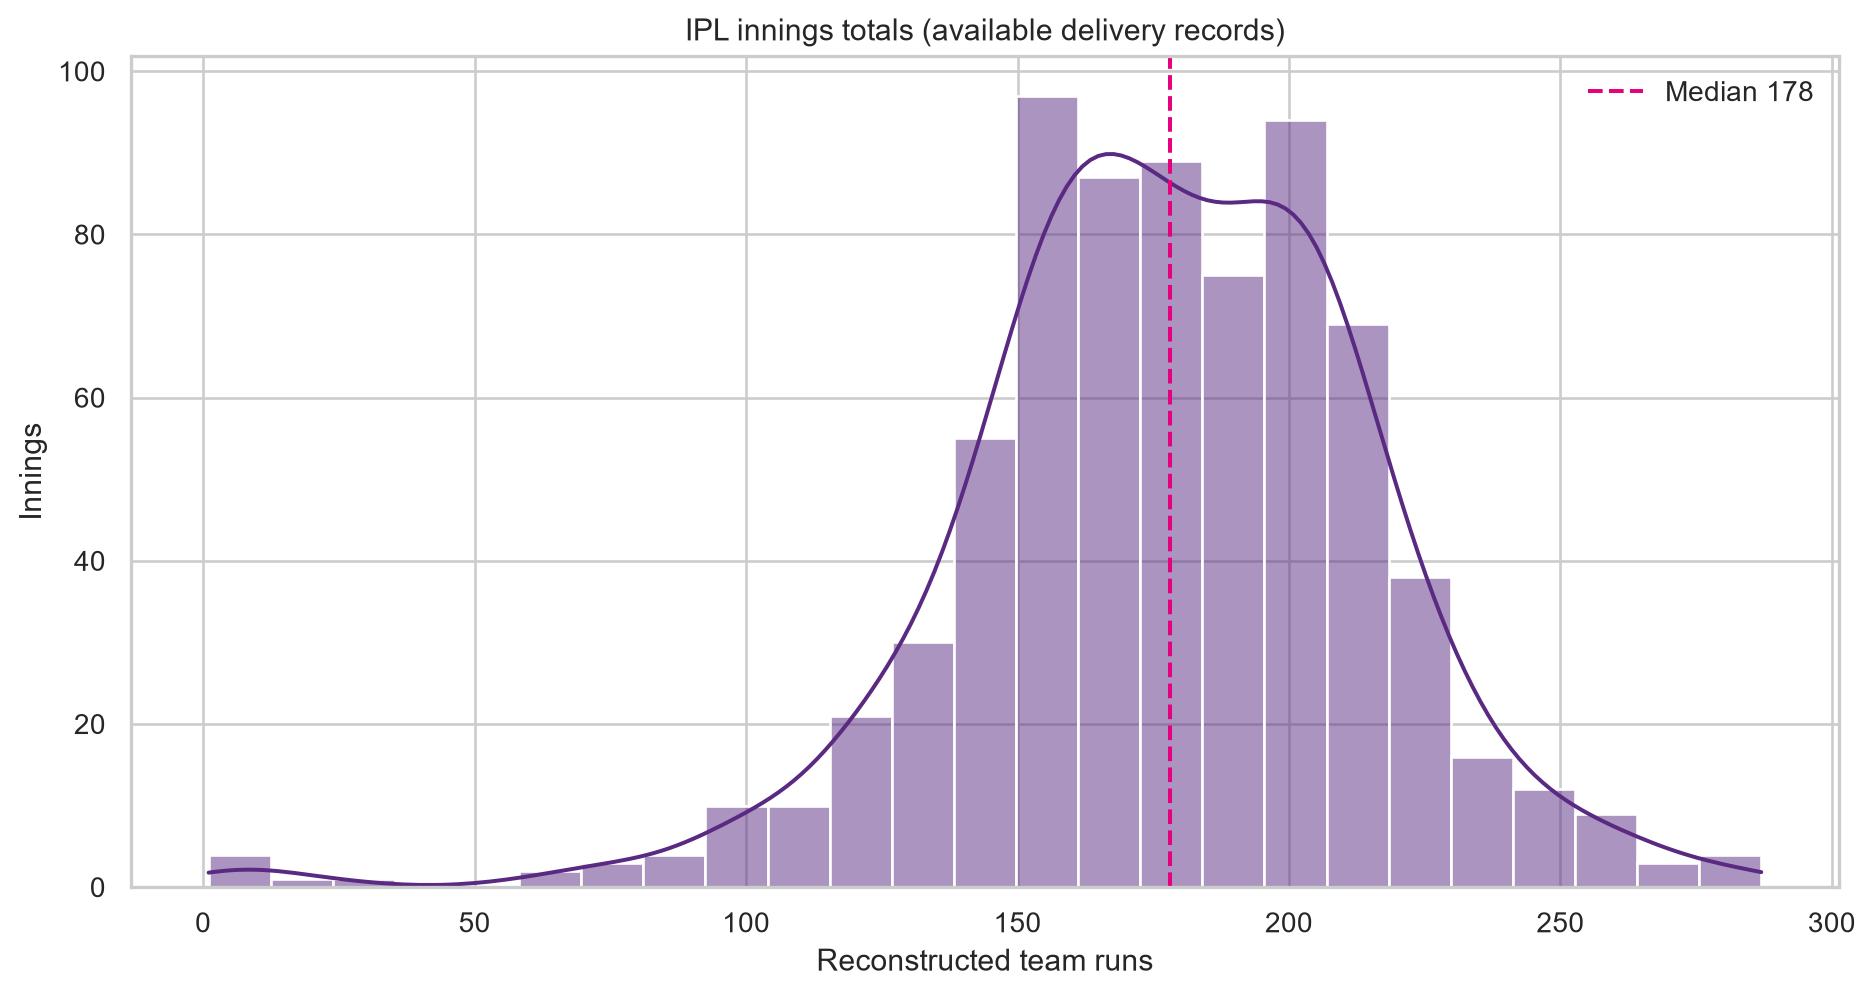 IPL innings totals (available delivery records)
Median 178
100
80
60
40
20
0
Innings
0 50 100 150 200 250 300
Reconstructed team runs